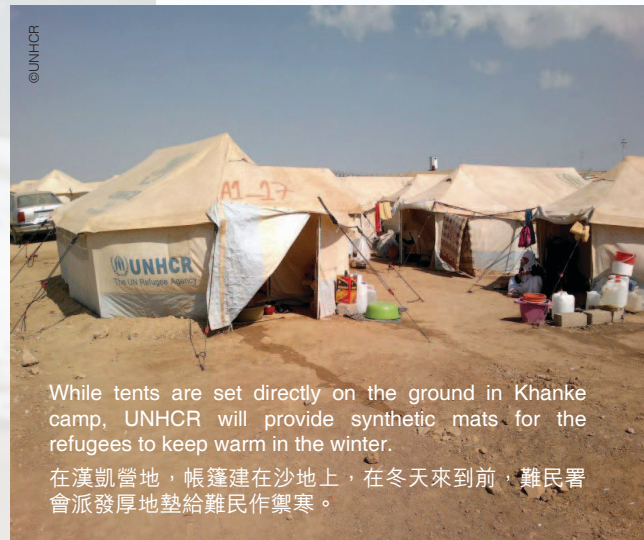 ©UNHCR
A1_17
UNHCR
The UN Refugee Agency
While tents are set directly on the ground in Khanke
camp, UNHCR will provide synthetic mats for the
refugees to keep warm in the winter.
在漢凱營地，帳篷建在沙地上，在冬天來到前，難民署
會派發厚地墊給難民作禦寒。